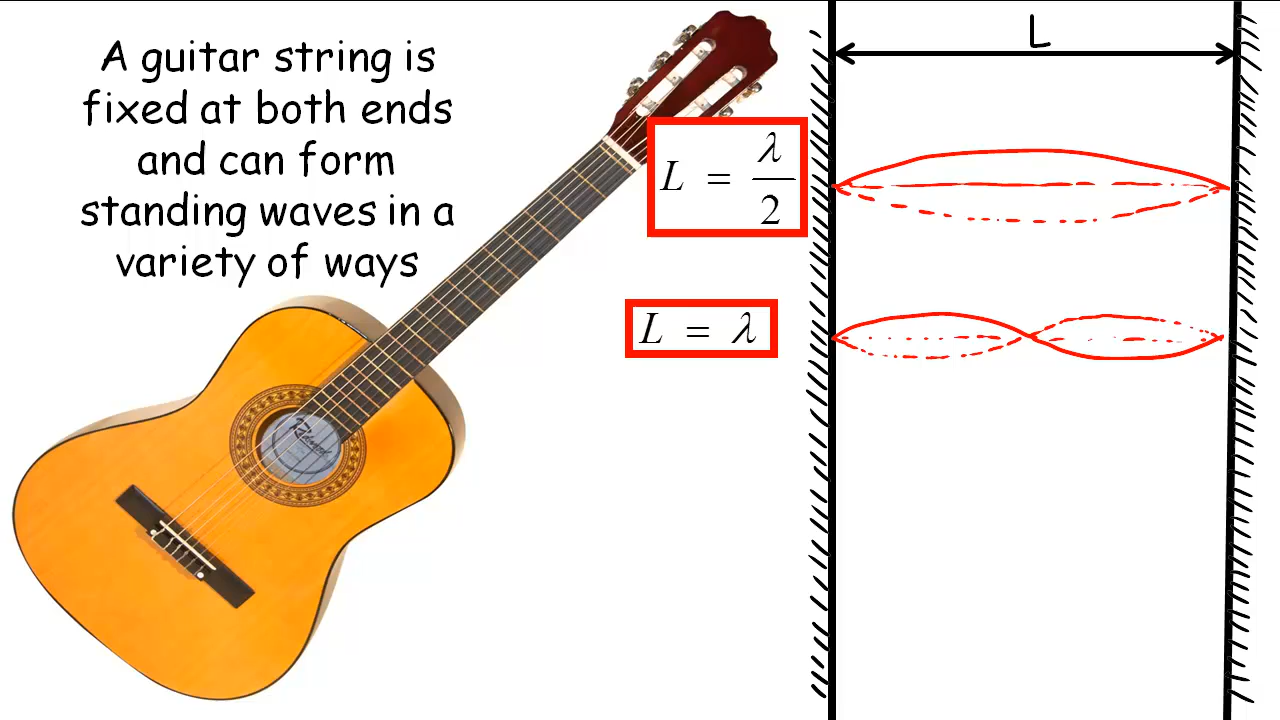 A guitar string is
fixed at both ends
and can form
standing waves in a
variety of ways
L
L = λ/2
L = λ